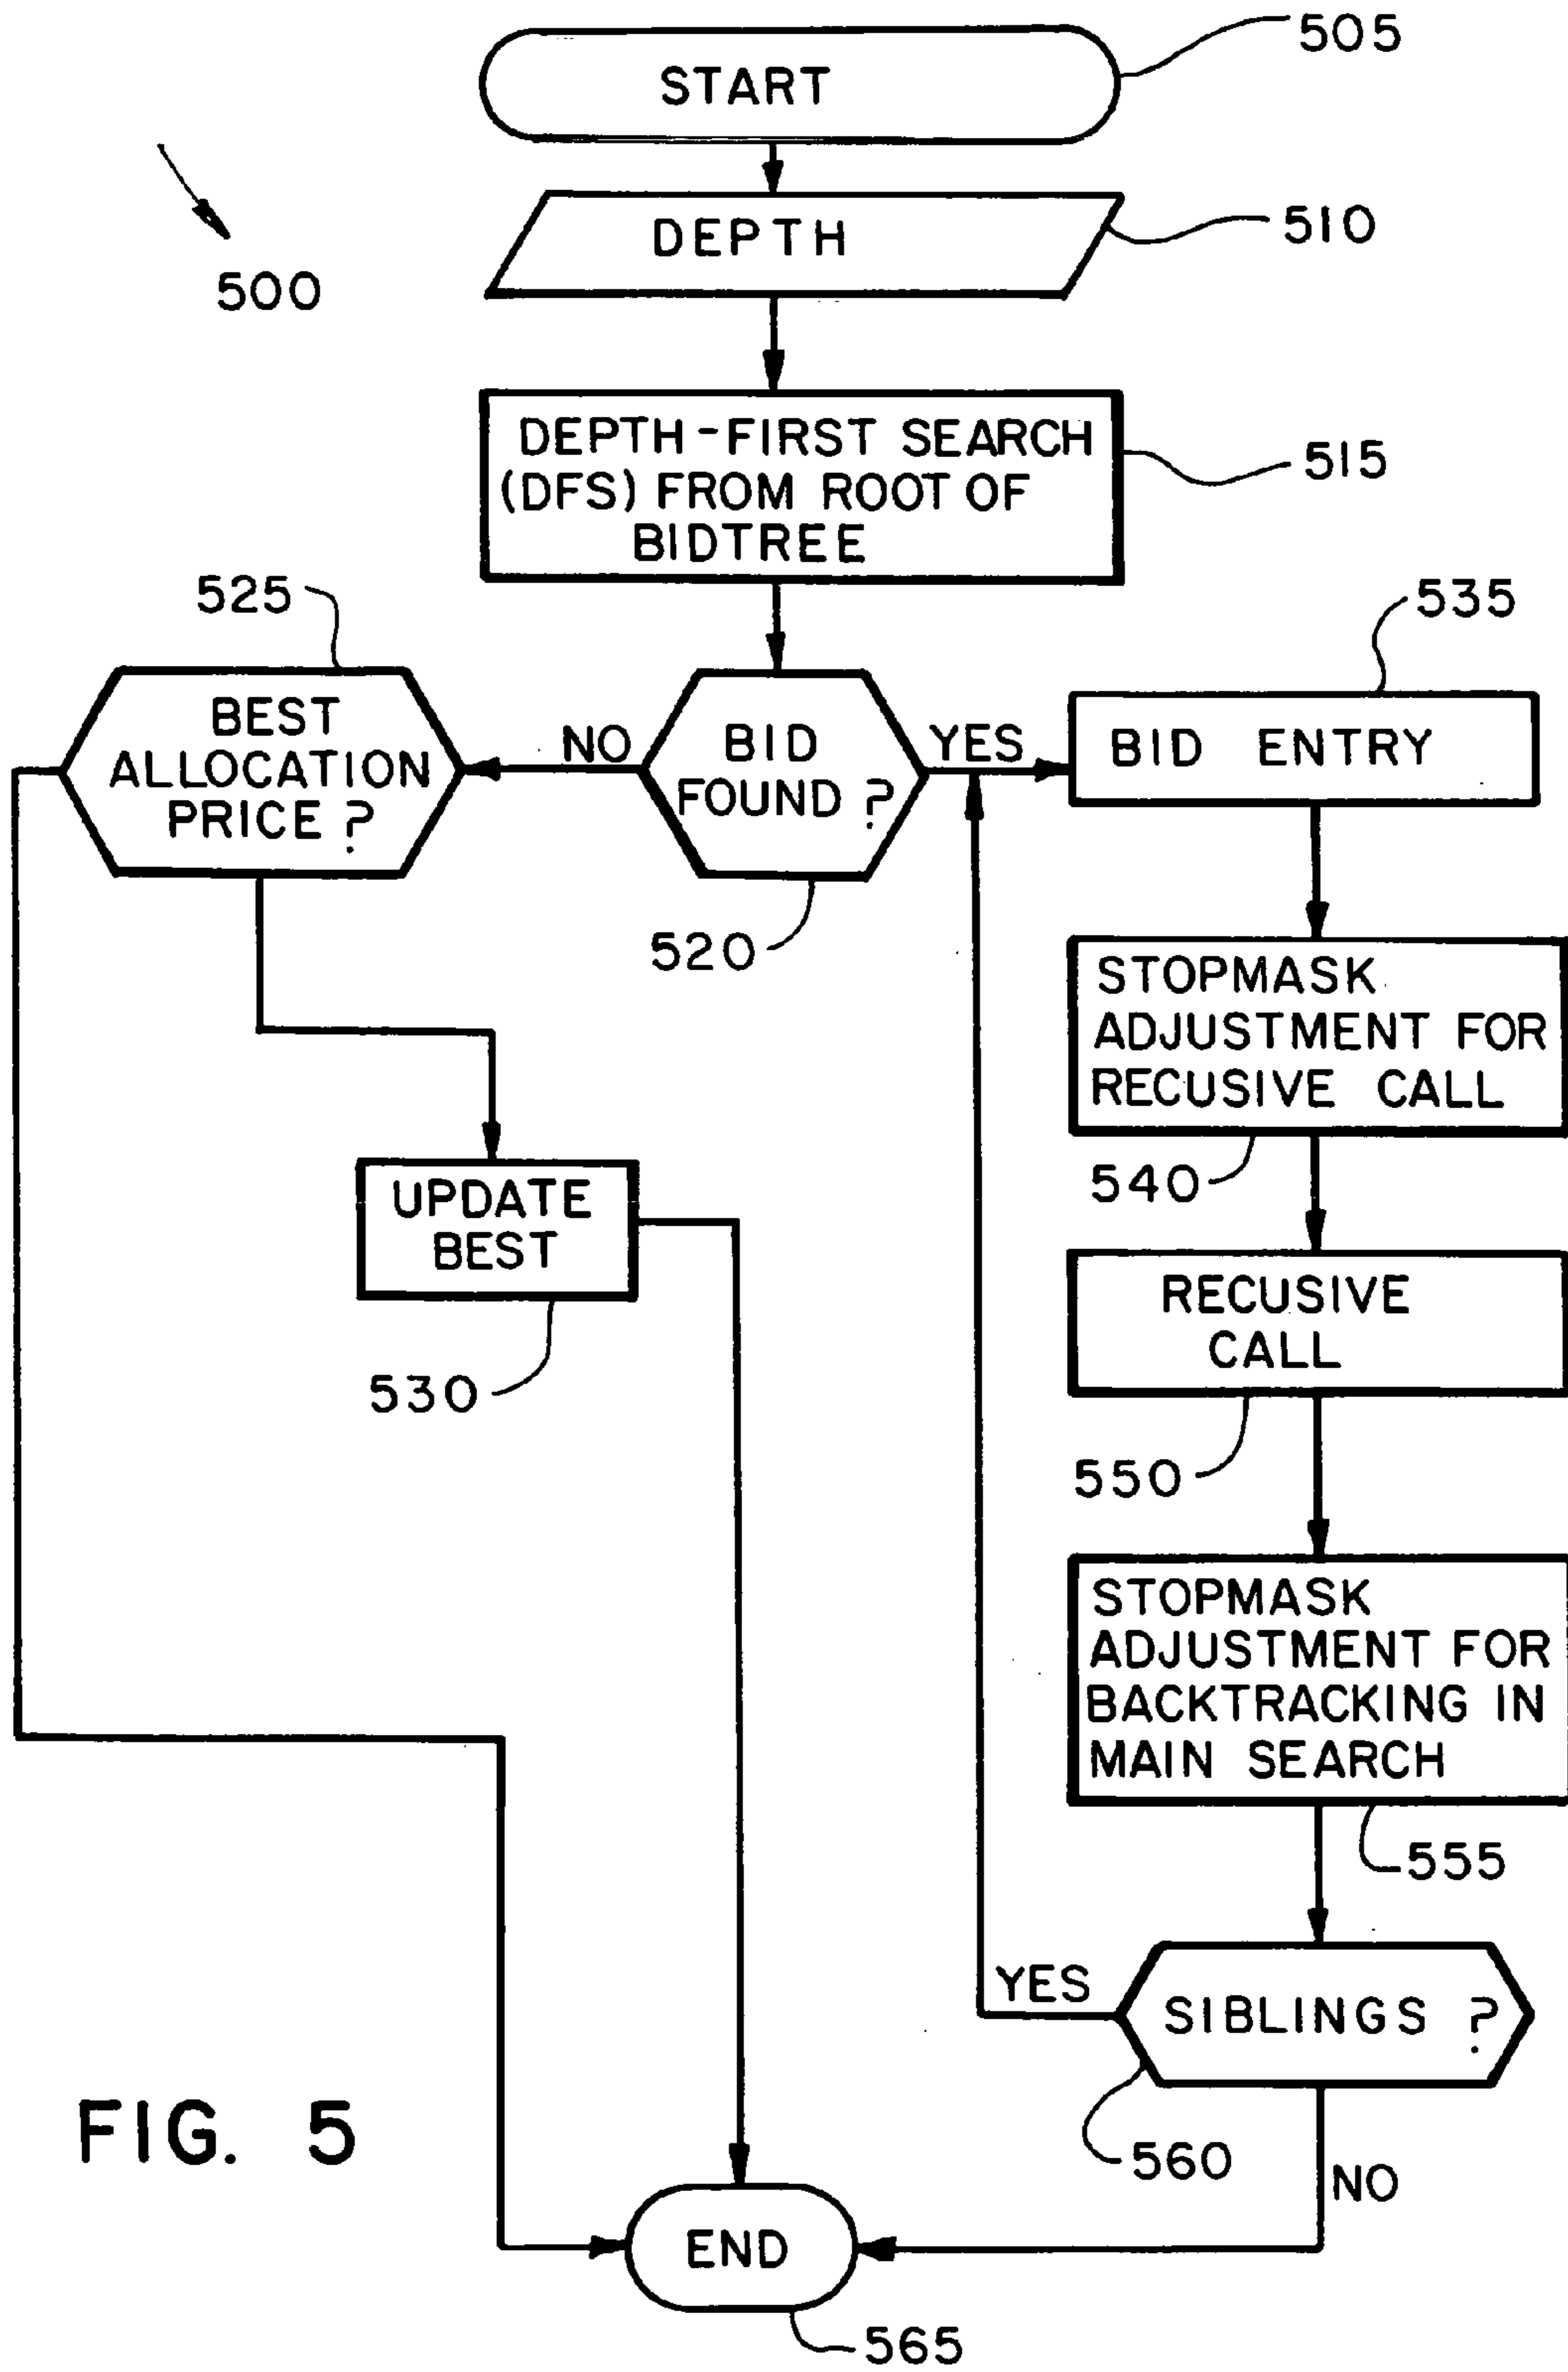 505
START
DEPTH
510
500
DEPTH-FIRST SEARCH
(DFS) FROM ROOT OF
BIDTREE
515
525
535
BEST
ALLOCATION
PRICE?
NO
BID
FOUND ?
YES
BID ENTRY
520
STOPMASK
ADJUSTMENT FOR
RECUSIVE CALL
540
UPDATE
BEST
530
RECUSIVE
CALL
550
STOPMASK
ADJUSTMENT FOR
BACKTRACKING IN
MAIN SEARCH
555
YES
SIBLINGS ?
560
NO
FIG. 5
END
565